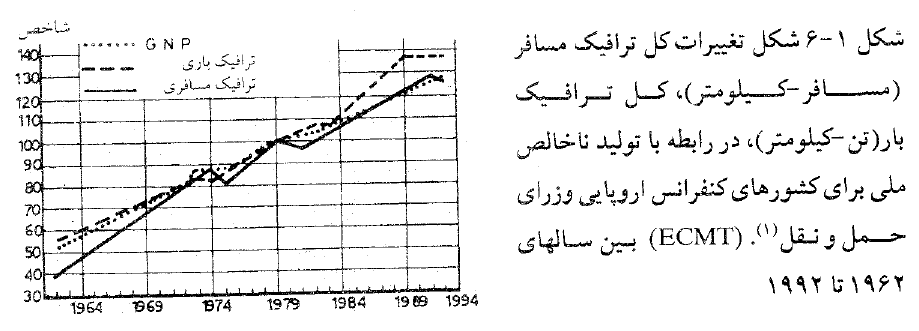 شکل ۱-۶ شکل تغییرات کل ترافیک مسافر
(مسافر-کیلومتر)، کل ترافیک
بار(تن-کیلومتر)، در رابطه با تولید ناخالص
ملی برای کشورهای کنفرانس اروپایی وزرای
حمل و نقل(۱). (ECMT) بین سالهای
۱۹۶۲ تا ۱۹۹۲
شاخص
GNP
ترافیک باری
ترافیک مسافری
140
130
120
110
100
90
80
70
60
50
40
30
1964 1969 1974 1979 1984 1989 1994